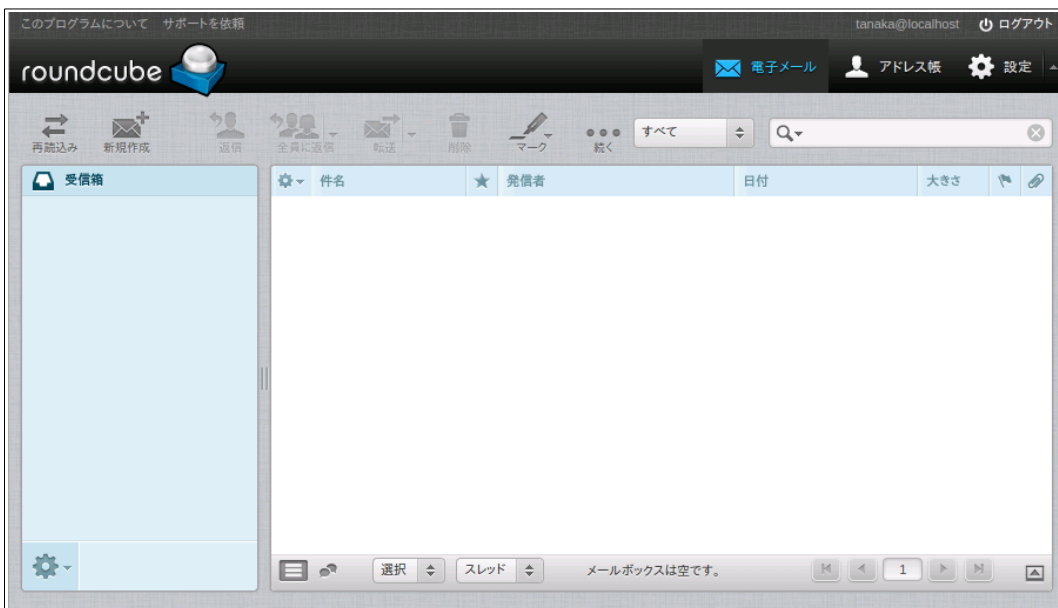 このプログラムについて サポートを依頼 tanaka@localhost ログアウト
roundcube 電子メール アドレス帳 設定
再読込み 新規作成 返信 全員に返信 転送 削除 マーク 続く すべて
受信箱 件名 発信者 日付 大きさ
選択 スレッド メールボックスは空です。 1